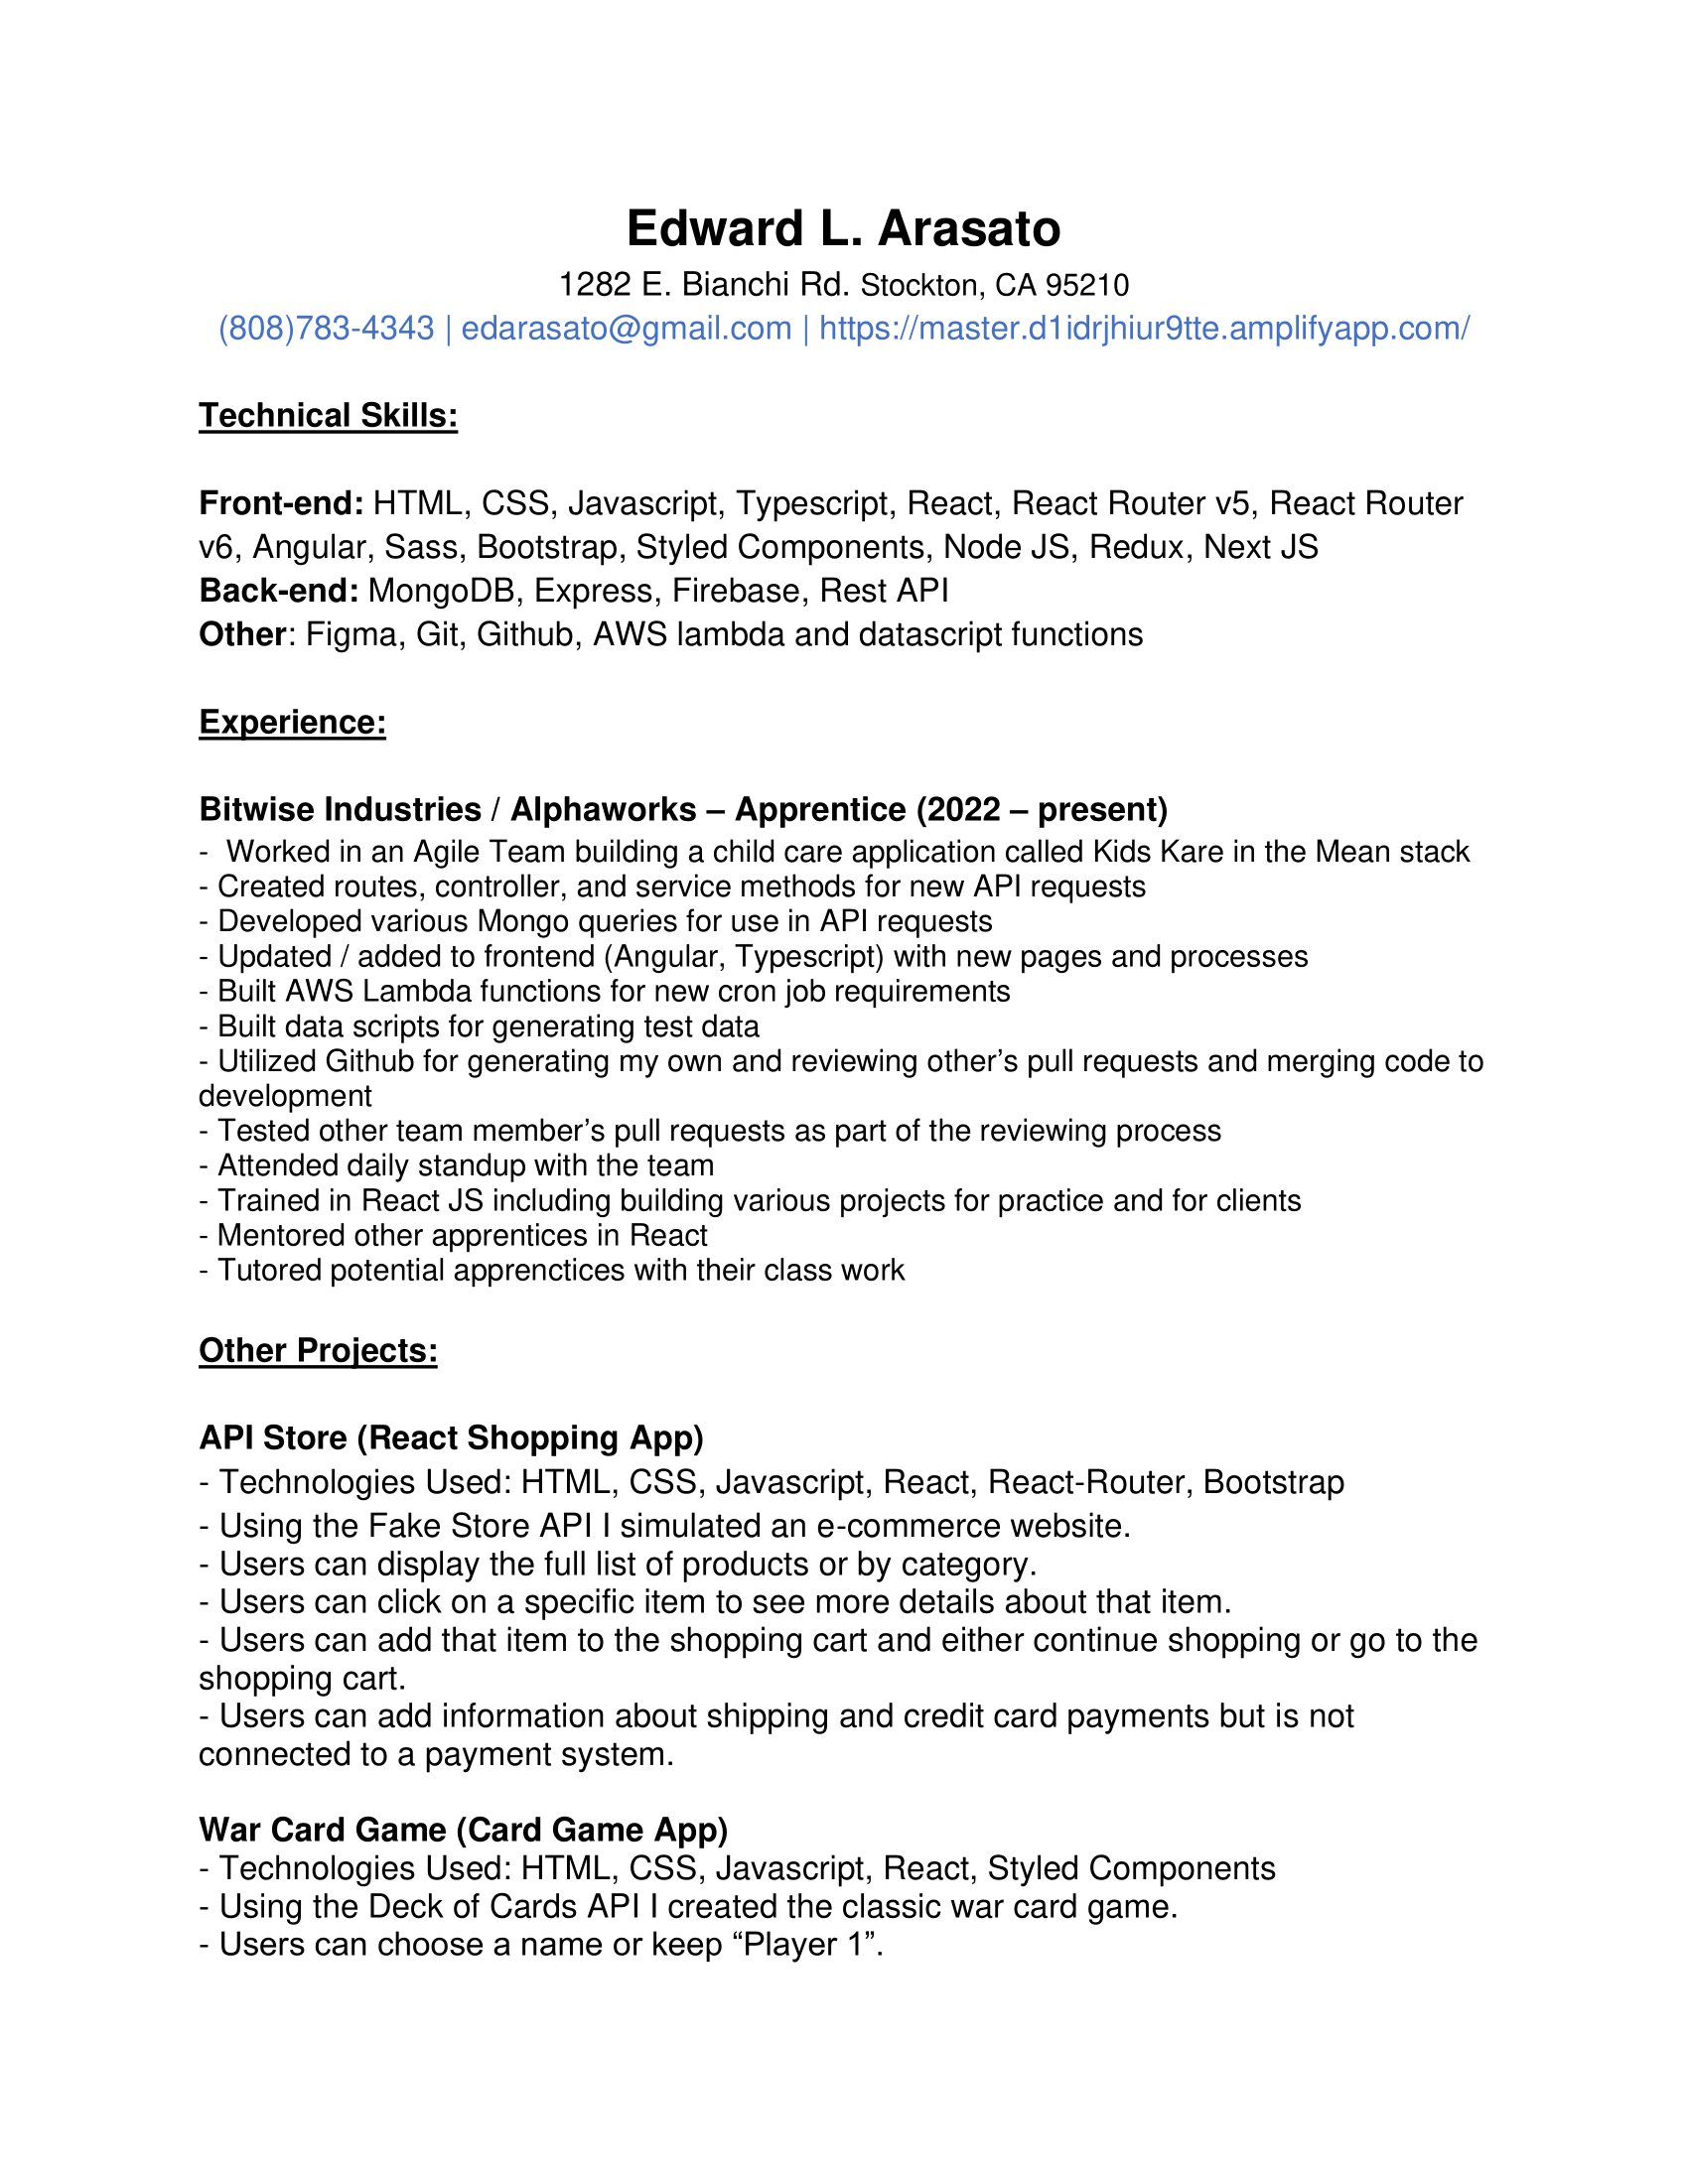 Edward L. Arasato
1282 E. Bianchi Rd. Stockton, CA 95210
(808)783-4343 | edarasato@gmail.com | https://master.d1idrjhiur9tte.amplifyapp.com/
Technical Skills:
Front-end: HTML, CSS, Javascript, Typescript, React, React Router v5, React Router
v6, Angular, Sass, Bootstrap, Styled Components, Node JS, Redux, Next JS
Back-end: MongoDB, Express, Firebase, Rest API
Other: Figma, Git, Github, AWS lambda and datascript functions
Experience:
Bitwise Industries / Alphaworks – Apprentice (2022 – present)
-  Worked in an Agile Team building a child care application called Kids Kare in the Mean stack
- Created routes, controller, and service methods for new API requests
- Developed various Mongo queries for use in API requests
- Updated / added to frontend (Angular, Typescript) with new pages and processes
- Built AWS Lambda functions for new cron job requirements
- Built data scripts for generating test data
- Utilized Github for generating my own and reviewing other’s pull requests and merging code to
development
- Tested other team member’s pull requests as part of the reviewing process
- Attended daily standup with the team
- Trained in React JS including building various projects for practice and for clients
- Mentored other apprentices in React
- Tutored potential apprenctices with their class work
Other Projects:
API Store (React Shopping App)
- Technologies Used: HTML, CSS, Javascript, React, React-Router, Bootstrap
- Using the Fake Store API I simulated an e-commerce website.
- Users can display the full list of products or by category.
- Users can click on a specific item to see more details about that item.
- Users can add that item to the shopping cart and either continue shopping or go to the
shopping cart.
- Users can add information about shipping and credit card payments but is not
connected to a payment system.
War Card Game (Card Game App)
- Technologies Used: HTML, CSS, Javascript, React, Styled Components
- Using the Deck of Cards API I created the classic war card game.
- Users can choose a name or keep “Player 1”.